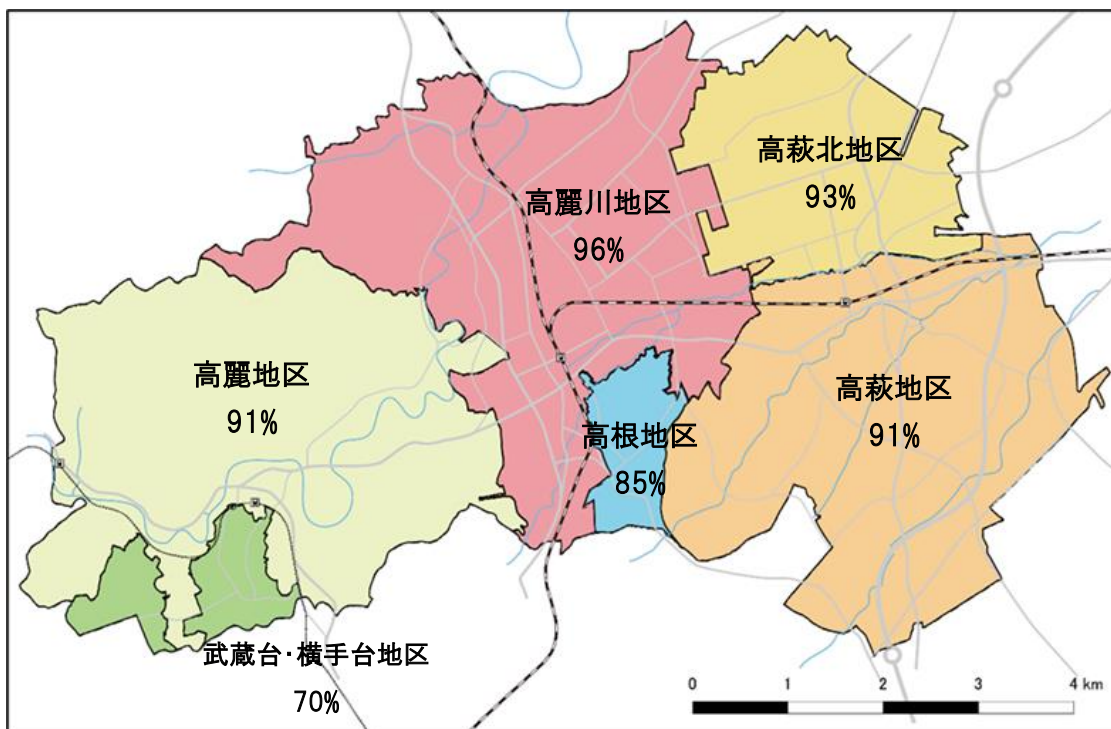 高萩北地区
93%
高麗川地区
96%
高麗地区
91%
高萩地区
91%
高根地区
85%
武蔵台・横手台地区
70%
0 1 2 3 4 km